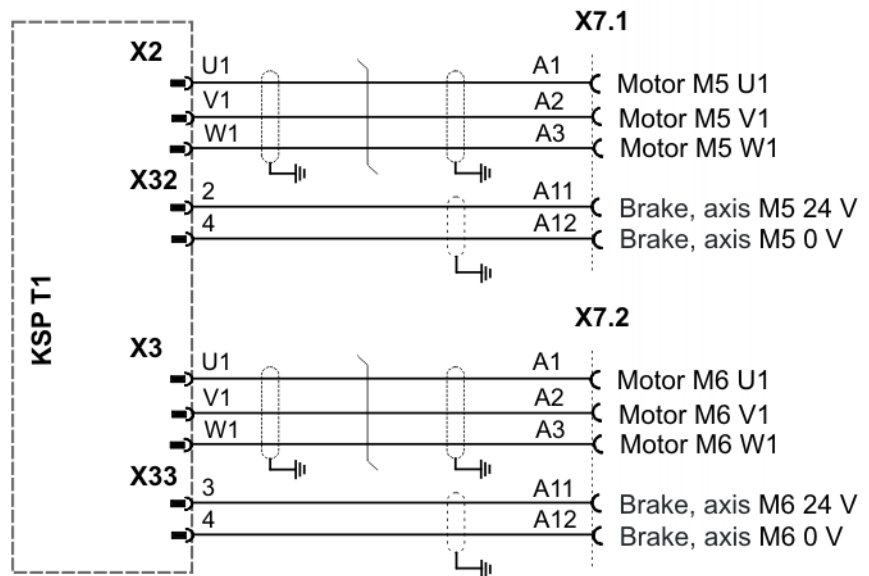 X7.1
X2
U1 A1 Motor M5 U1
V1 A2 Motor M5 V1
W1 A3 Motor M5 W1
X32
2 A11 Brake, axis M5 24 V
4 A12 Brake, axis M5 0 V
KSP T1
X7.2
X3
U1 A1 Motor M6 U1
V1 A2 Motor M6 V1
W1 A3 Motor M6 W1
X33
3 A11 Brake, axis M6 24 V
4 A12 Brake, axis M6 0 V